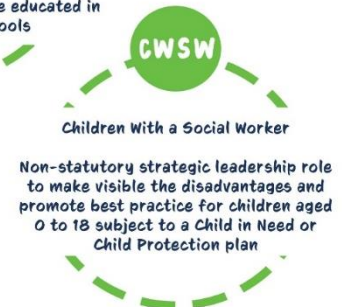 e educated in
ools
CWSW
Children With a Social Worker
Non-statutory strategic leadership role
to make visible the disadvantages and
promote best practice for children aged
0 to 18 subject to a Child in Need or
Child Protection plan